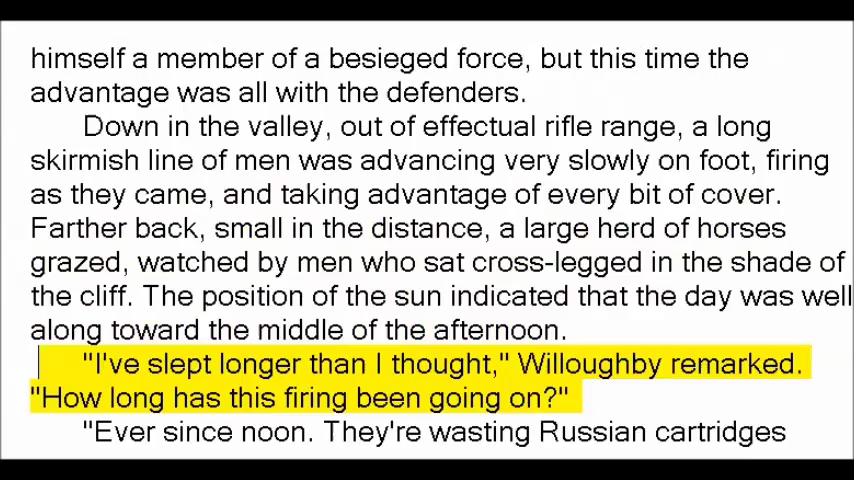 himself a member of a besieged force, but this time the
advantage was all with the defenders.
Down in the valley, out of effectual rifle range, a long
skirmish line of men was advancing very slowly on foot, firing
as they came, and taking advantage of every bit of cover.
Farther back, small in the distance, a large herd of horses
grazed, watched by men who sat cross-legged in the shade of
the cliff. The position of the sun indicated that the day was well
along toward the middle of the afternoon.
"I've slept longer than I thought," Willoughby remarked.
"How long has this firing been going on?"
"Ever since noon. They're wasting Russian cartridges